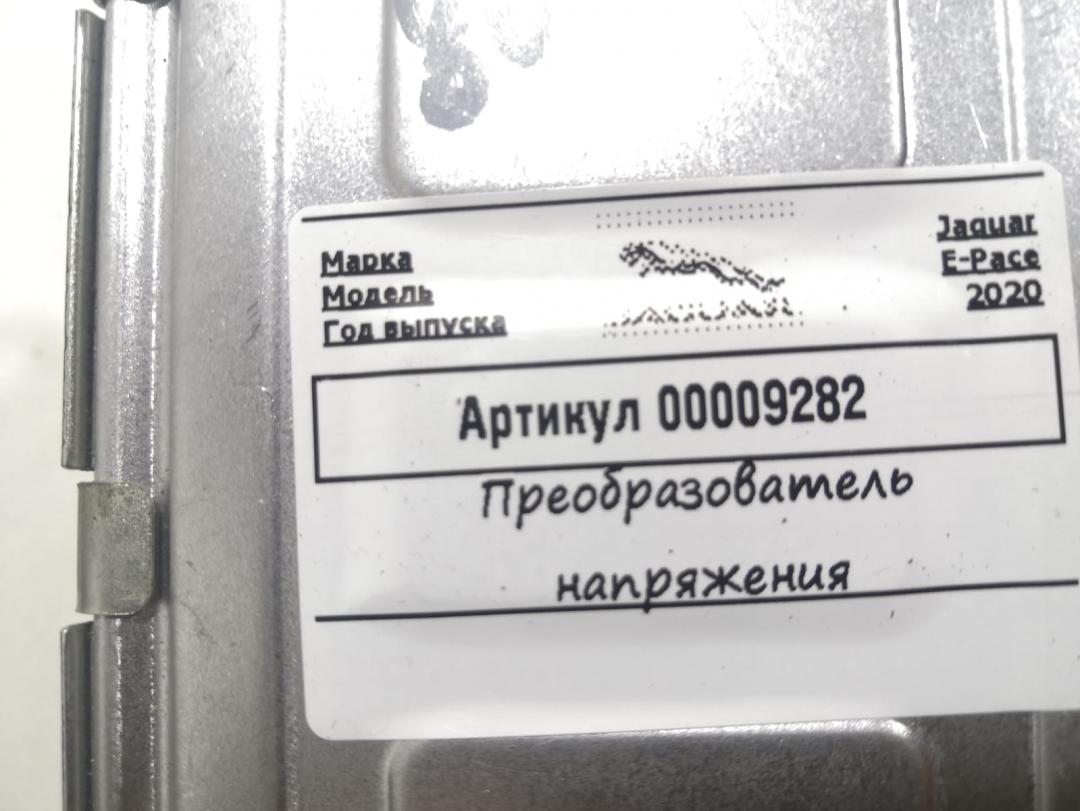 Марка
Jaguar
Модель
E-Pace
Год выпуска
2020
Артикул 00009282
Преобразователь
напряжения